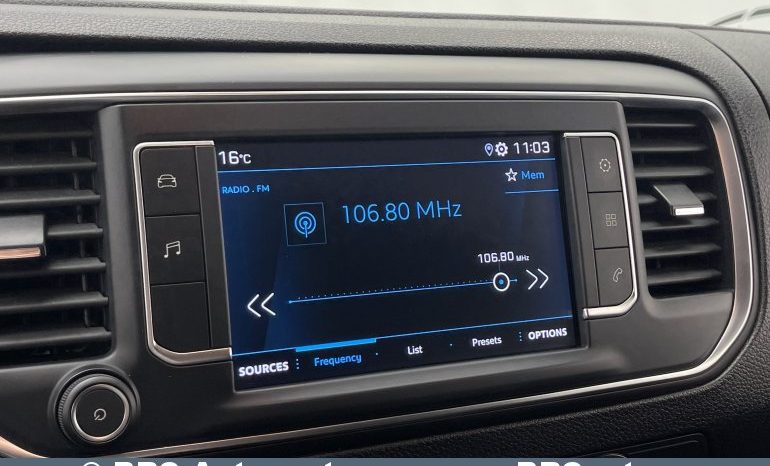 16°C 11:03
RADIO . FM
Mem
106.80 MHz
106.80 MHz
SOURCES Frequency List Presets OPTIONS